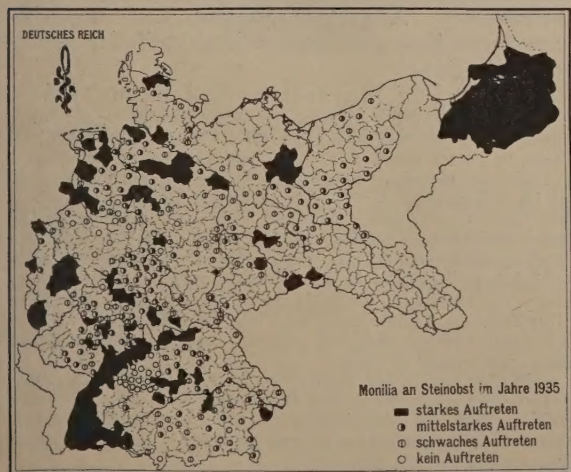 DEUTSCHES REICH
Monilia an Steinobst im Jahre 1935
starkes Auftreten
mittelstarkes Auftreten
schwaches Auftreten
kein Auftreten